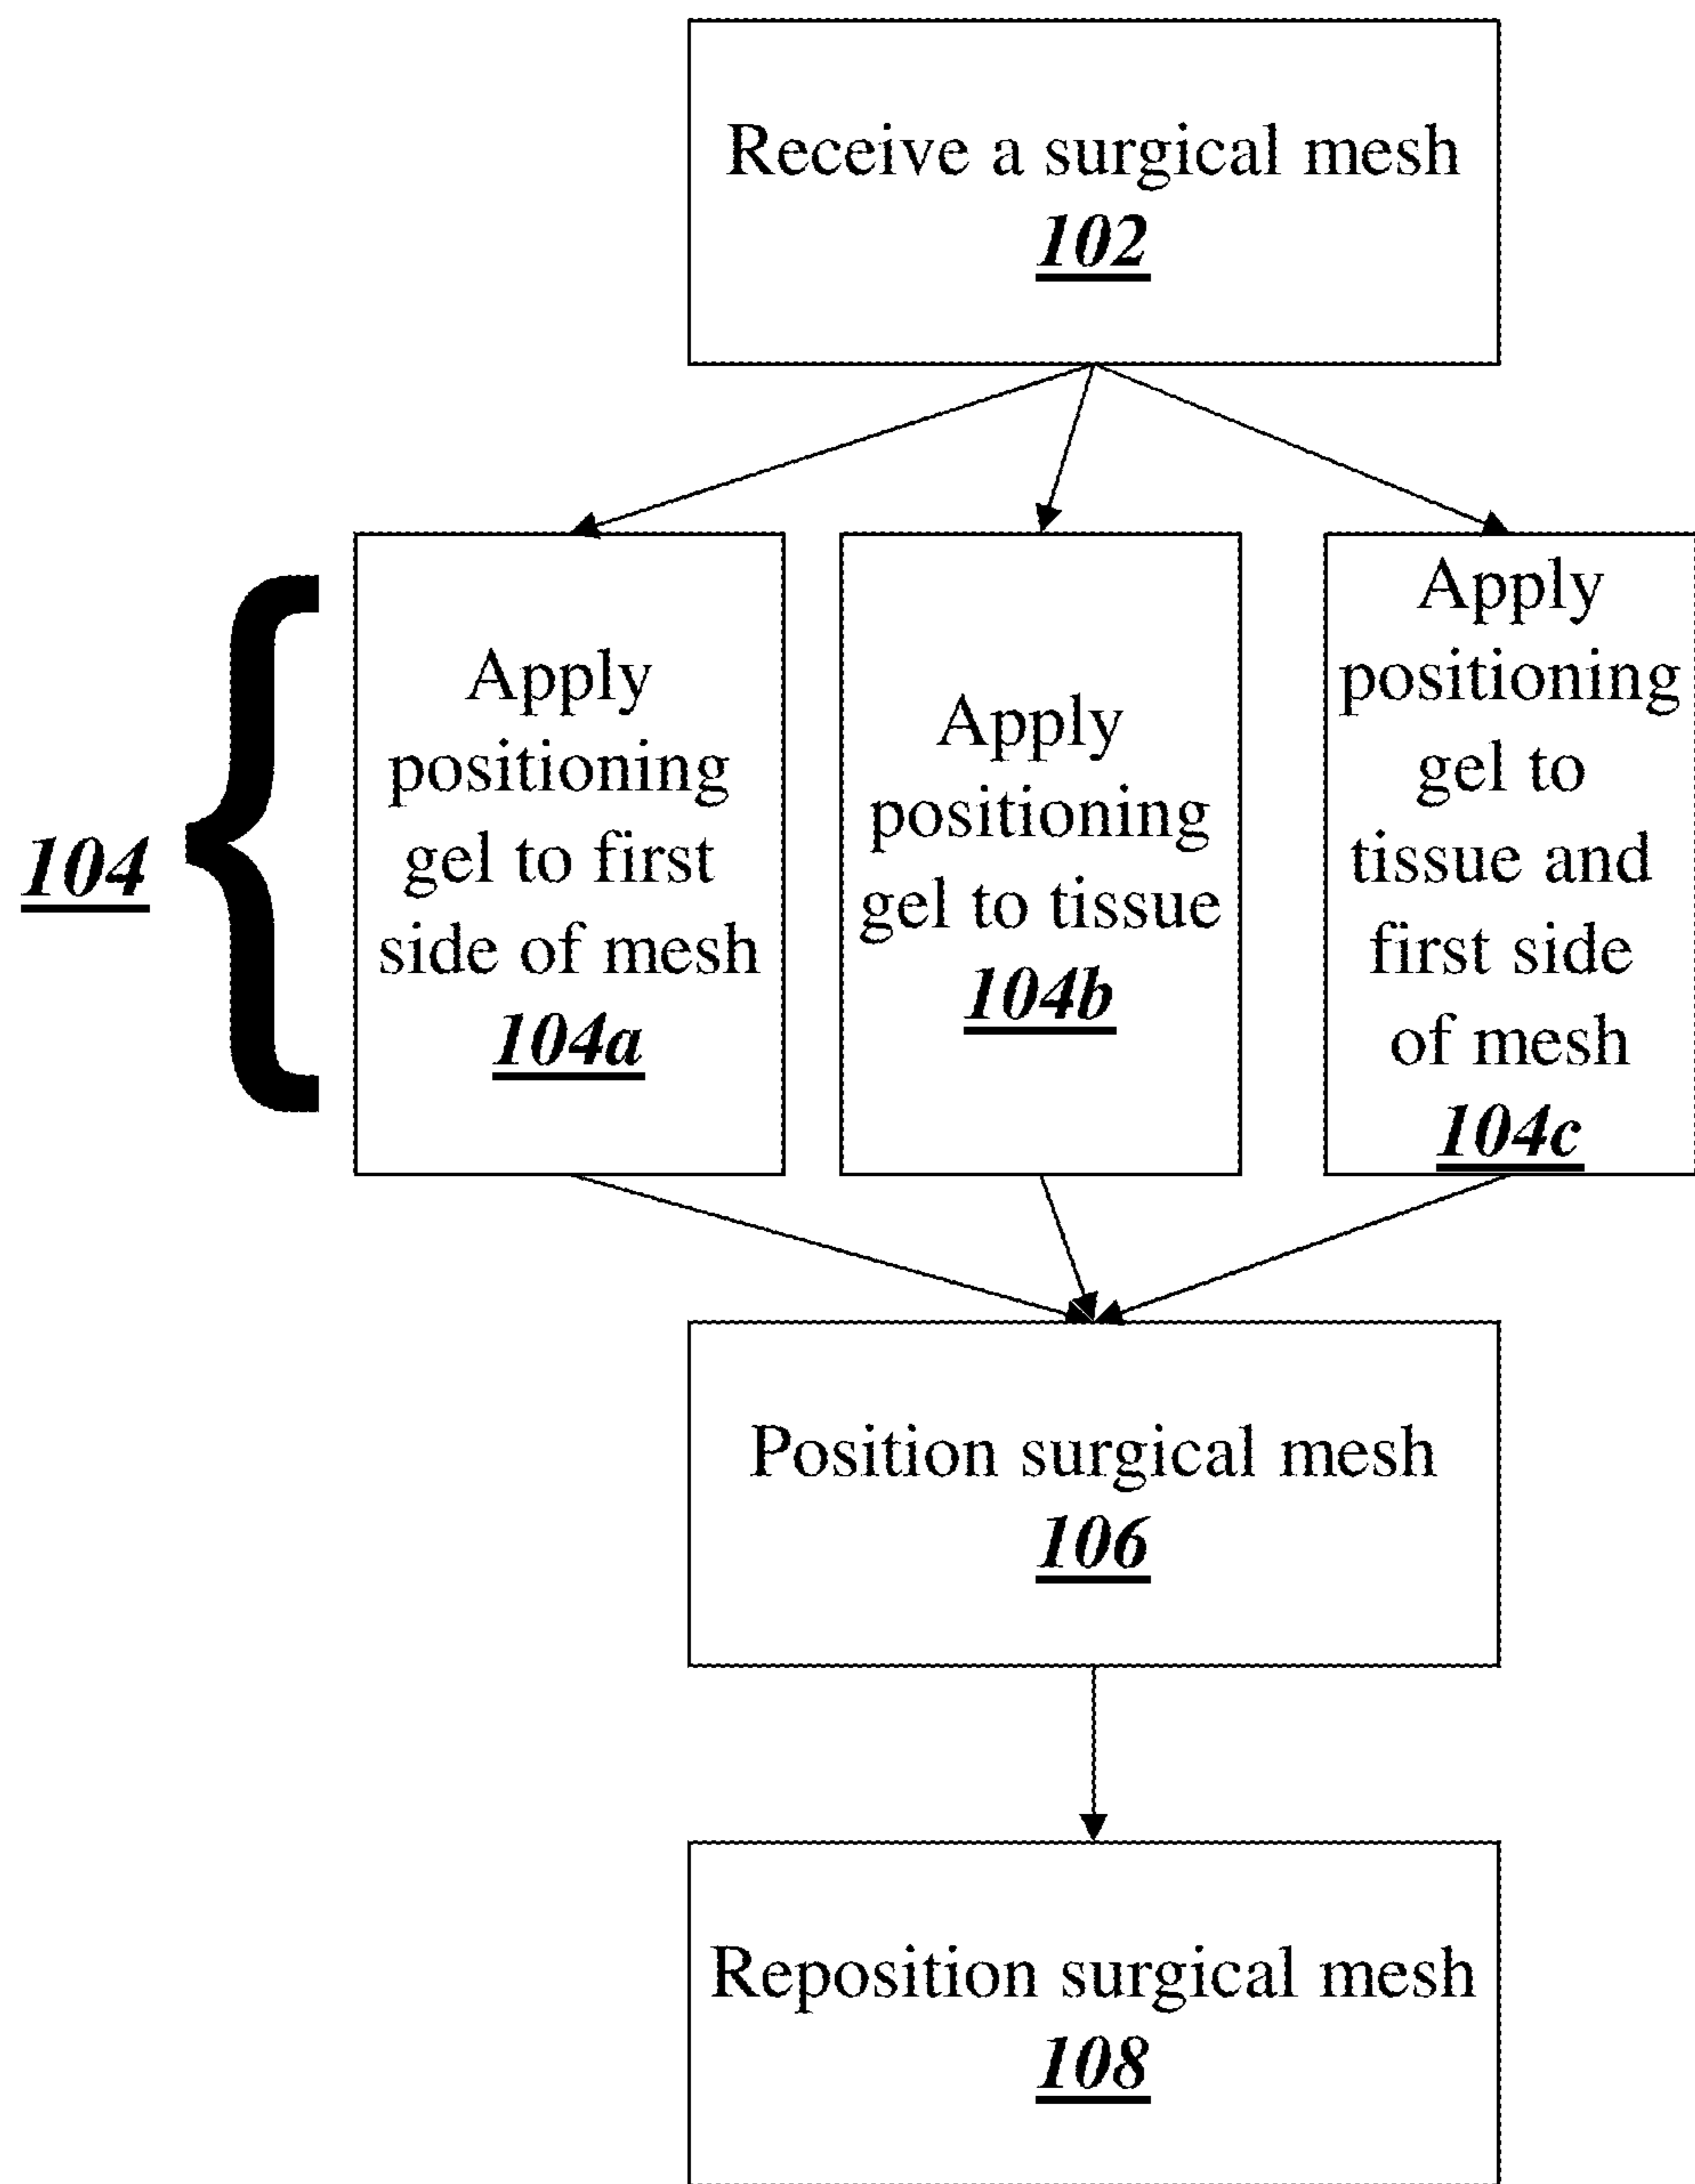 Receive a surgical mesh
102
104
Apply
positioning
gel to first
side of mesh
104a
Apply
positioning
gel to tissue
104b
Apply
positioning
gel to
tissue and
first side
of mesh
104c
Position surgical mesh
106
Reposition surgical mesh
108